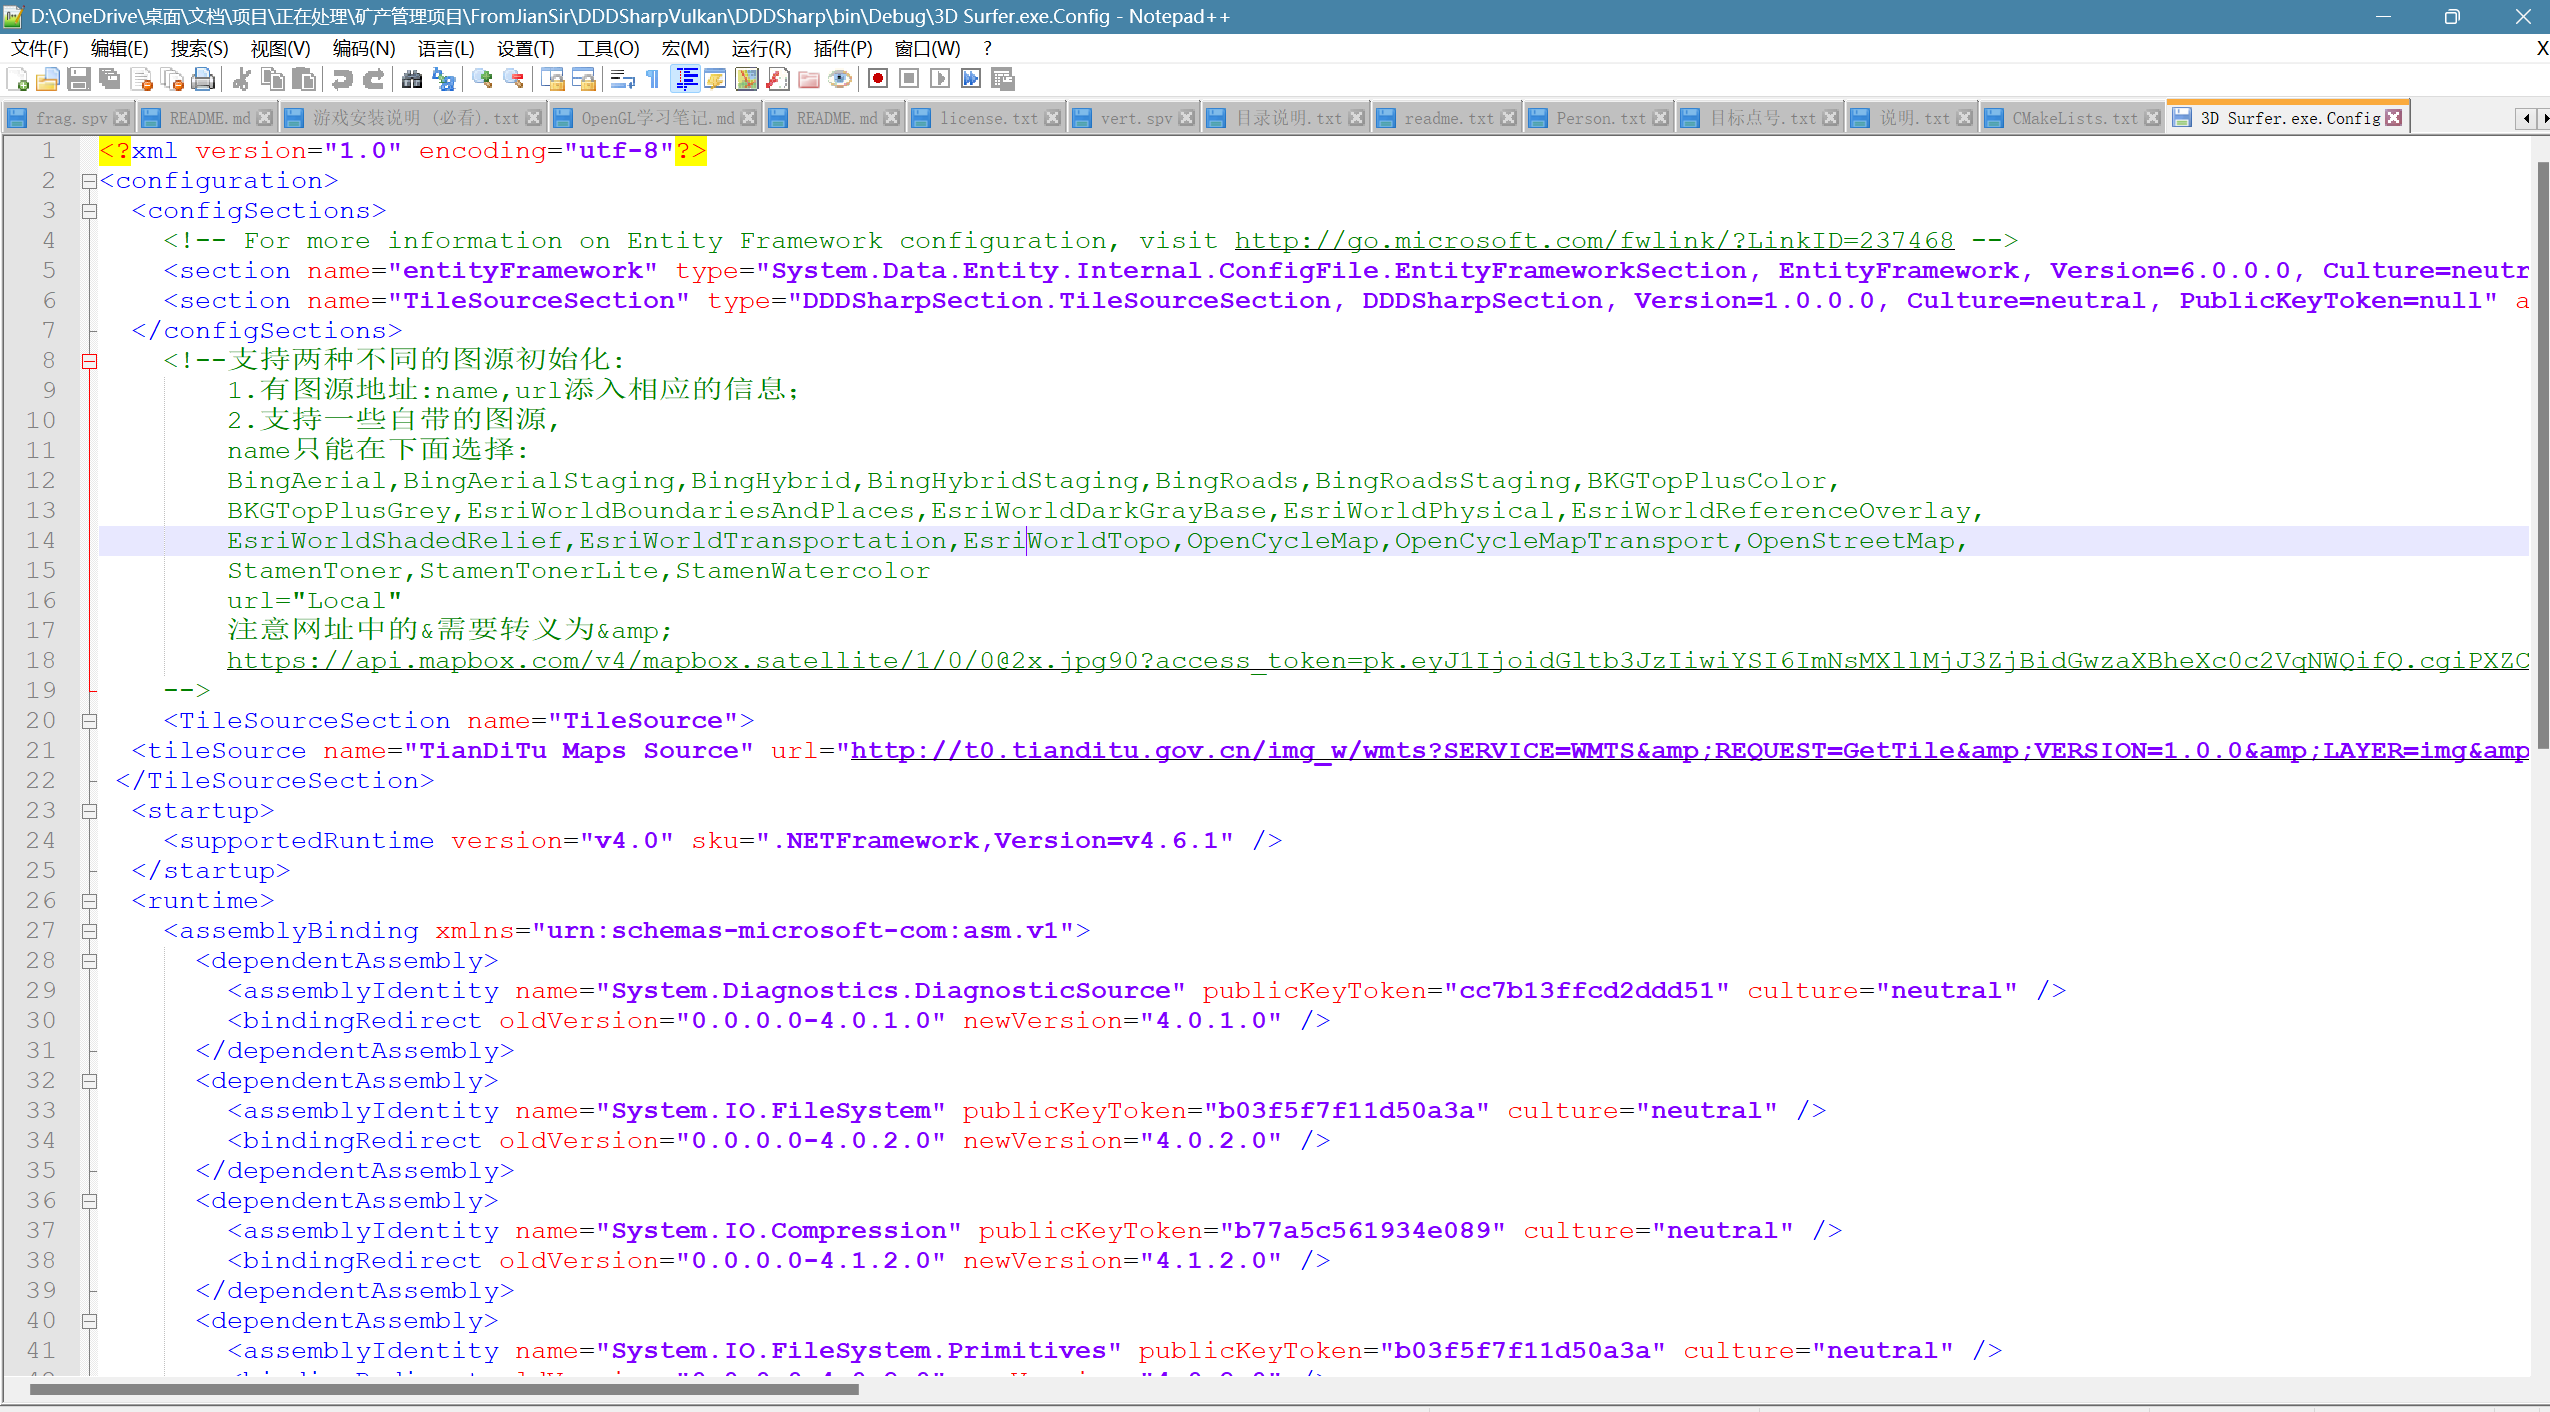 D:\OneDrive\桌面\文档\项目\正在处理\矿产管理项目\FromJianSir\DDDSharpVulkan\DDDSharp\bin\Debug\3D Surfer.exe.Config - Notepad++
文件(F) 编辑(E) 搜索(S) 视图(V) 编码(N) 语言(L) 设置(T) 工具(O) 宏(M) 运行(R) 插件(P) 窗口(W) ? X
frag.spv README.md 游戏安装说明 (必看).txt OpenGL学习笔记.md README.md license.txt vert.spv 目录说明.txt readme.txt Person.txt 目标点号.txt 说明.txt CMakeLists.txt 3D Surfer.exe.Config
1 <?xml version="1.0" encoding="utf-8"?>
2 <configuration>
3 <configSections>
4 <!-- For more information on Entity Framework configuration, visit http://go.microsoft.com/fwlink/?LinkID=237468 -->
5 <section name="entityFramework" type="System.Data.Entity.Internal.ConfigFile.EntityFrameworkSection, EntityFramework, Version=6.0.0.0, Culture=neutr
6 <section name="TileSourceSection" type="DDDSharpSection.TileSourceSection, DDDSharpSection, Version=1.0.0.0, Culture=neutral, PublicKeyToken=null" a
7 </configSections>
8 <!--支持两种不同的图源初始化:
9 1.有图源地址:name,url添入相应的信息;
10 2.支持一些自带的图源,
11 name只能在下面选择:
12 BingAerial,BingAerialStaging,BingHybrid,BingHybridStaging,BingRoads,BingRoadsStaging,BKGTopPlusColor,
13 BKGTopPlusGrey,EsriWorldBoundariesAndPlaces,EsriWorldDarkGrayBase,EsriWorldPhysical,EsriWorldReferenceOverlay,
14 EsriWorldShadedRelief,EsriWorldTransportation,EsriWorldTopo,OpenCycleMap,OpenCycleMapTransport,OpenStreetMap,
15 StamenToner,StamenTonerLite,StamenWatercolor
16 url="Local"
17 注意网址中的&需要转义为&amp;
18 https://api.mapbox.com/v4/mapbox.satellite/1/0/0@2x.jpg90?access_token=pk.eyJ1IjoidGltb3JzIiwiYSI6ImNsMXllMjJ3ZjBidGwzaXBheXc0c2VqNWQifQ.cgiPXZC
19 -->
20 <TileSourceSection name="TileSource">
21 <tileSource name="TianDiTu Maps Source" url="http://t0.tianditu.gov.cn/img_w/wmts?SERVICE=WMTS&amp;REQUEST=GetTile&amp;VERSION=1.0.0&amp;LAYER=img&amp
22 </TileSourceSection>
23 <startup>
24 <supportedRuntime version="v4.0" sku=".NETFramework,Version=v4.6.1" />
25 </startup>
26 <runtime>
27 <assemblyBinding xmlns="urn:schemas-microsoft-com:asm.v1">
28 <dependentAssembly>
29 <assemblyIdentity name="System.Diagnostics.DiagnosticSource" publicKeyToken="cc7b13ffcd2ddd51" culture="neutral" />
30 <bindingRedirect oldVersion="0.0.0.0-4.0.1.0" newVersion="4.0.1.0" />
31 </dependentAssembly>
32 <dependentAssembly>
33 <assemblyIdentity name="System.IO.FileSystem" publicKeyToken="b03f5f7f11d50a3a" culture="neutral" />
34 <bindingRedirect oldVersion="0.0.0.0-4.0.2.0" newVersion="4.0.2.0" />
35 </dependentAssembly>
36 <dependentAssembly>
37 <assemblyIdentity name="System.IO.Compression" publicKeyToken="b77a5c561934e089" culture="neutral" />
38 <bindingRedirect oldVersion="0.0.0.0-4.1.2.0" newVersion="4.1.2.0" />
39 </dependentAssembly>
40 <dependentAssembly>
41 <assemblyIdentity name="System.IO.FileSystem.Primitives" publicKeyToken="b03f5f7f11d50a3a" culture="neutral" />